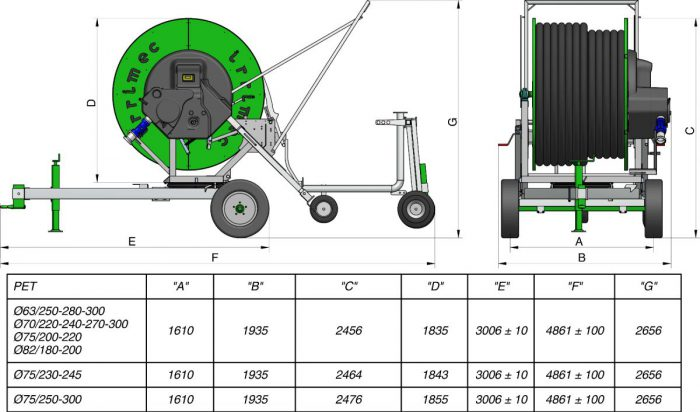 irrimec
irrimec
D
G
C
E
F
A
B
PET "A" "B" "C" "D" "E" "F" "G"
Ø63/250-280-300
Ø70/220-240-270-300
Ø75/200-220
Ø82/180-200
1610 1935 2456 1835 3006 ± 10 4861 ± 100 2656
Ø75/230-245 1610 1935 2464 1843 3006 ± 10 4861 ± 100 2656
Ø75/250-300 1610 1935 2476 1855 3006 ± 10 4861 ± 100 2656